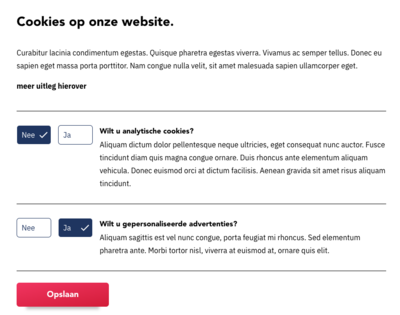 Cookies op onze website.
Curabitur lacinia condimentum egestas. Quisque pharetra egestas viverra. Vivamus ac semper tellus. Donec eu
sapien eget massa porta porttitor. Nam congue nulla velit, sit amet malesuada sapien ullamcorper eget.
meer uitleg hierover
Nee Ja
Wilt u analytische cookies?
Aliquam dictum dolor pellentesque neque ultricies, eget consequat nunc auctor. Fusce
tincidunt diam quis magna congue ornare. Duis rhoncus ante elementum aliquam
vehicula. Donec euismod orci at dictum facilisis. Aenean gravida sit amet risus aliquam
tincidunt.
Nee Ja
Wilt u gepersonaliseerde advertenties?
Aliquam sagittis est vel nunc congue, porta feugiat mi rhoncus. Sed elementum
pharetra ante. Morbi tortor nisl, viverra at euismod at, ornare quis elit.
Opslaan